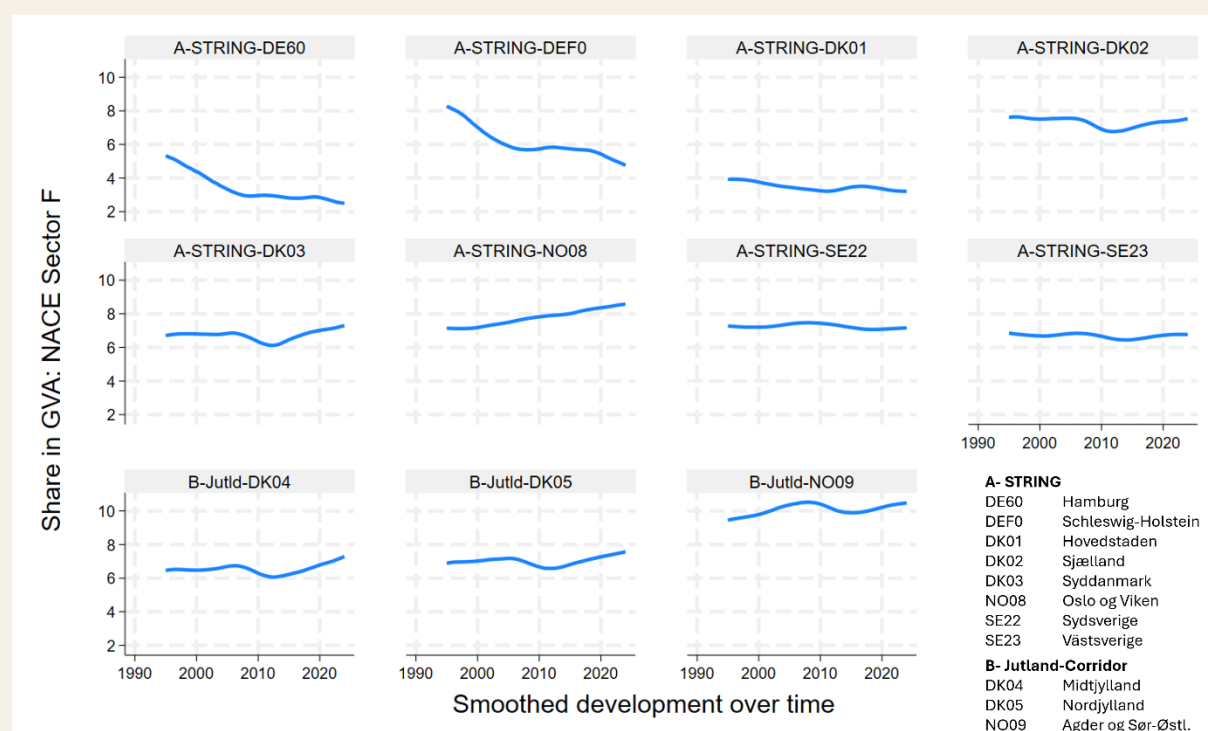 Share in GVA: NACE Sector F
A-STRING-DE60 A-STRING-DEF0 A-STRING-DK01 A-STRING-DK02
10
8
6
4
2
A-STRING-DK03 A-STRING-NO08 A-STRING-SE22 A-STRING-SE23
10
8
6
4
2
1990 2000 2010 2020
B-Jutld-DK04 B-Jutld-DK05 B-Jutld-NO09
10
8
6
4
2
1990 2000 2010 2020 1990 2000 2010 2020 1990 2000 2010 2020
Smoothed development over time
A- STRING
DE60 Hamburg
DEF0 Schleswig-Holstein
DK01 Hovedstaden
DK02 Sjælland
DK03 Syddanmark
NO08 Oslo og Viken
SE22 Sydsverige
SE23 Västsverige
B- Jutland-Corridor
DK04 Midtjylland
DK05 Nordjylland
NO09 Agder og Sør-Østl.